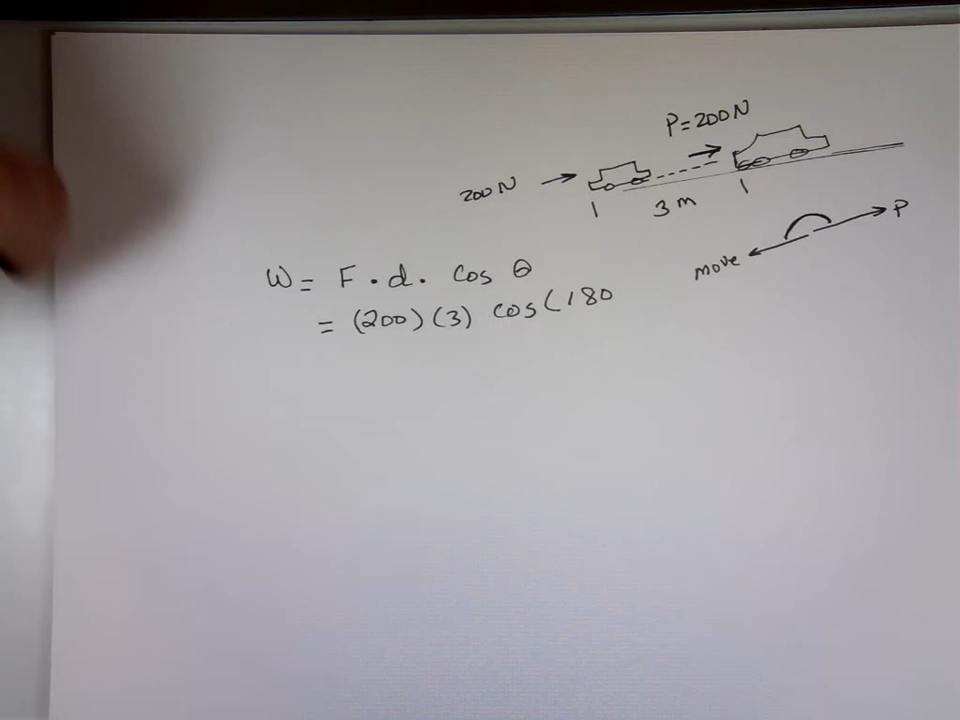 P=200N
200N
3 m
P
move
W = F · d · cos θ
= (200)(3) cos(180